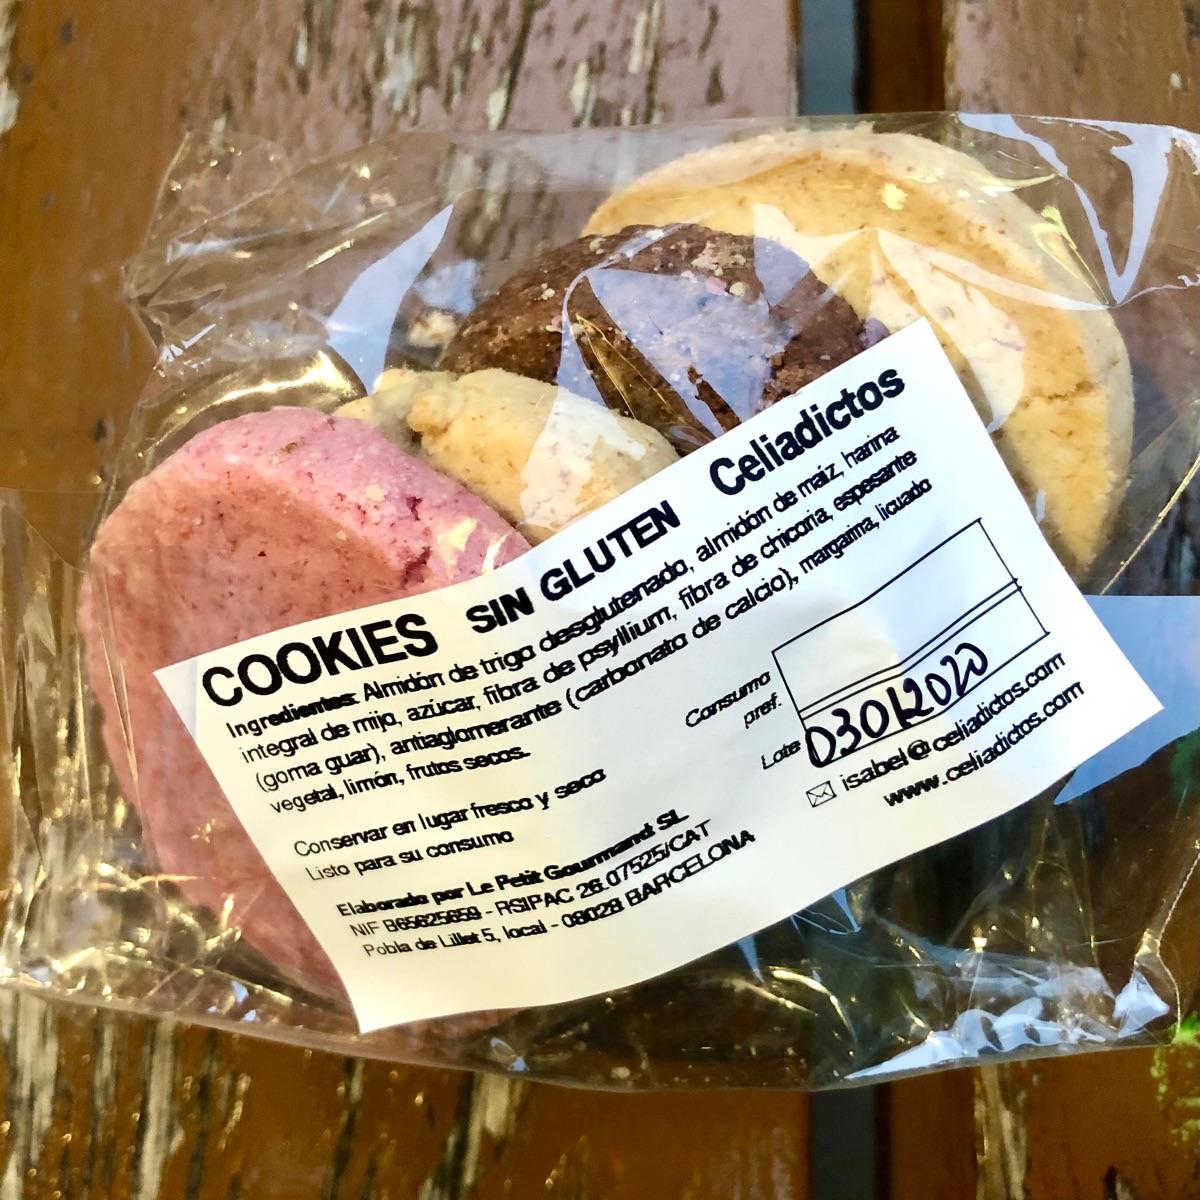 COOKIES SIN GLUTEN Celiadictos
Ingredientes: Almidón de trigo desglutenado, almidón de maíz, harina
integral de mijo, azúcar, fibra de psyllium, fibra de chicoria, espesante
(goma guar), antiaglomerante (carbonato de calcio), margarina, licuado
vegetal, limón, frutos secos.
Conservar en lugar fresco y seco
Listo para su consumo
Consumo
pref.
Lote
Elaborado por Le Petit Gourmand SL
NIF B65625659 - RSIPAC 26.07525/CAT
Pobla de Lillet 5, local - 08028 BARCELONA
isabel@celiadictos.com
www.celiadictos.com